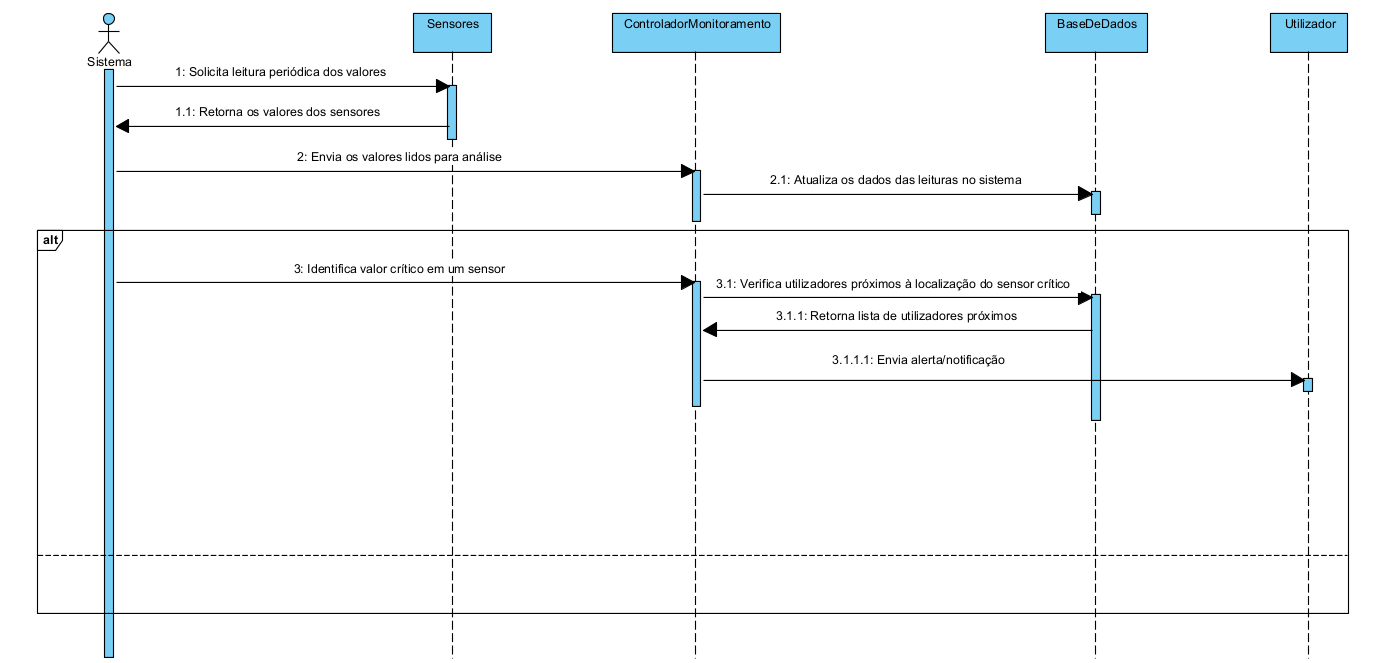 Sensores
ControladorMonitoramento
BaseDeDados
Utilizador
Sistema
1: Solicita leitura periódica dos valores
1.1: Retorna os valores dos sensores
2: Envia os valores lidos para análise
2.1: Atualiza os dados das leituras no sistema
alt
3: Identifica valor crítico em um sensor
3.1: Verifica utilizadores próximos à localização do sensor crítico
3.1.1: Retorna lista de utilizadores próximos
3.1.1.1: Envia alerta/notificação